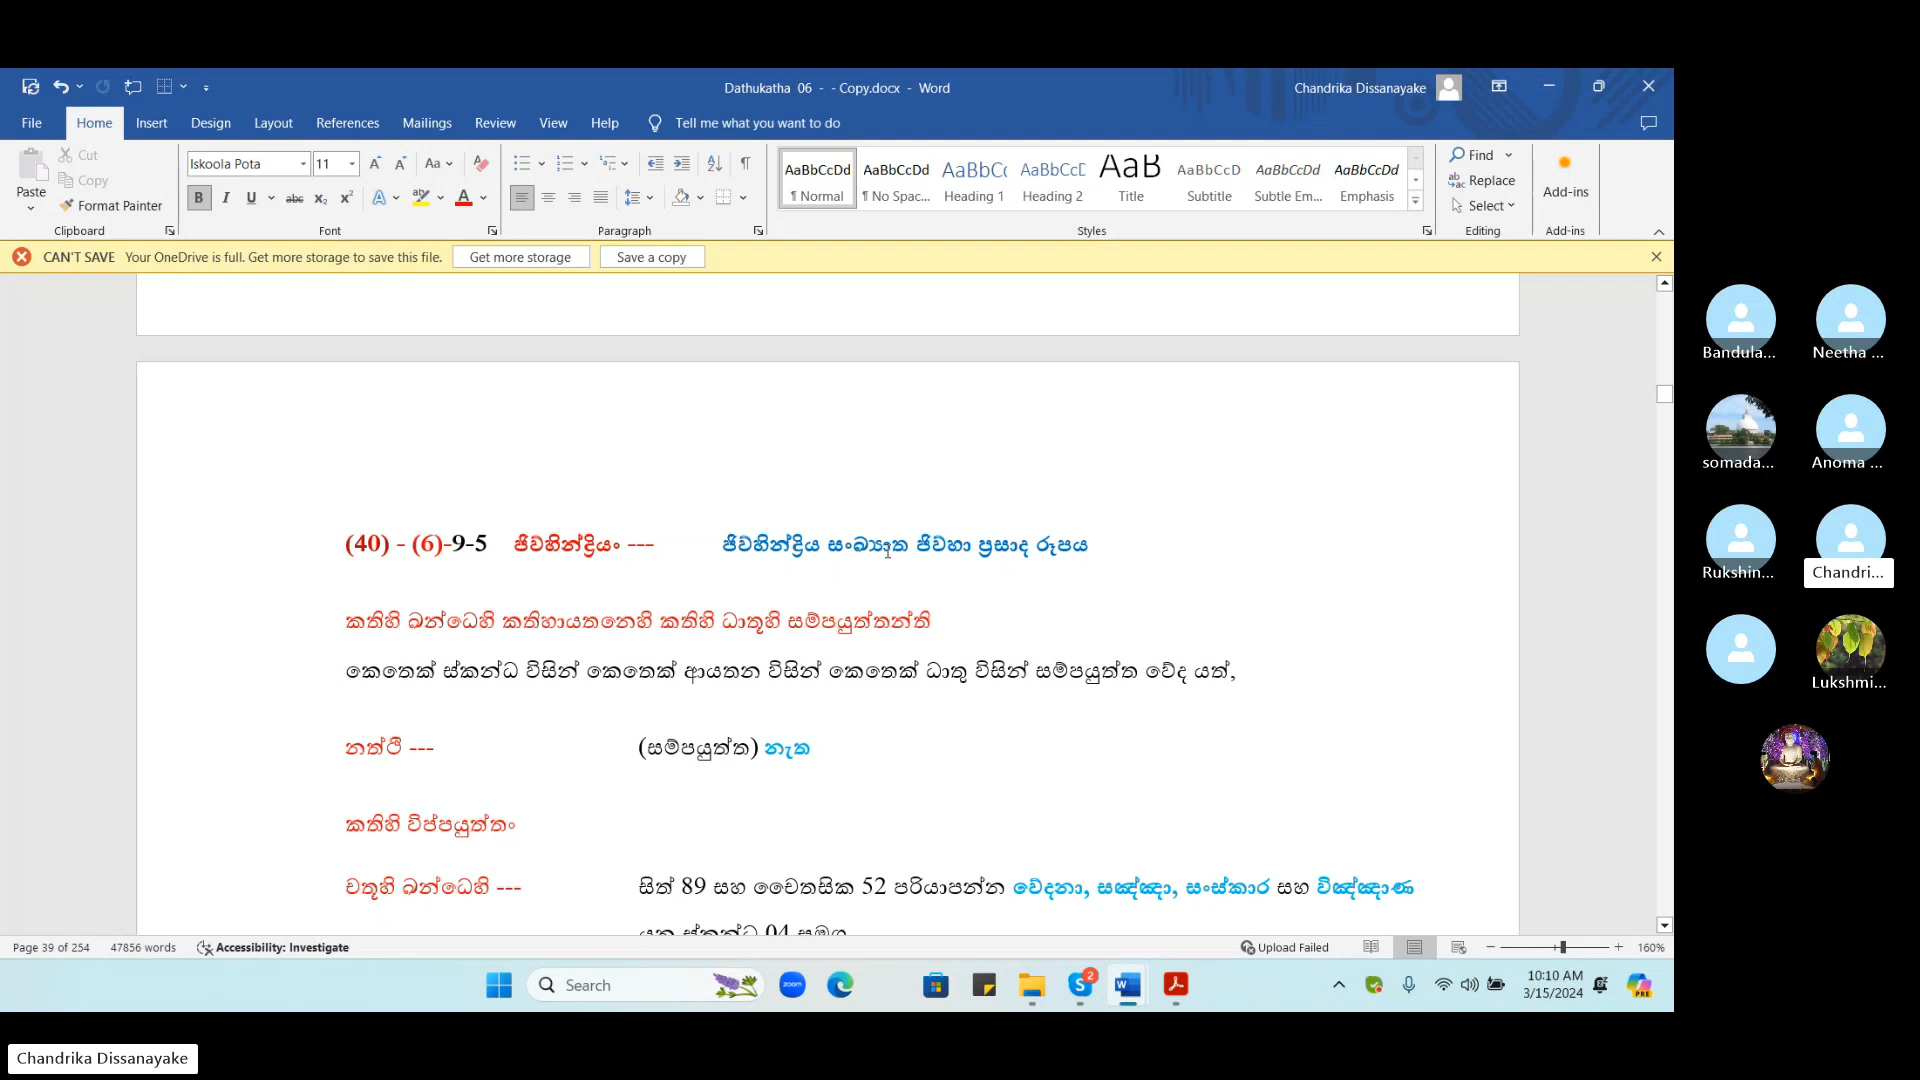 Dathukatha 06 - - Copy.docx - Word
Chandrika Dissanayake
File Home Insert Design Layout References Mailings Review View Help Tell me what you want to do
Paste
Cut
Copy
Format Painter
Clipboard
Iskoola Pota 11
Font
Paragraph
AaBbCcDd AaBbCcDd AaBbCc AaBbCcD AaB AaBbCcD AaBbCcDd AaBbCcDd
¶ Normal ¶ No Spac... Heading 1 Heading 2 Title Subtitle Subtle Em... Emphasis
Styles
Find
Replace
Select
Editing
Add-ins
Add-ins
CAN'T SAVE Your OneDrive is full. Get more storage to save this file. Get more storage Save a copy
(40) - (6)-9-5 ජිව්හින්ද්‍රියං --- ජිව්හින්ද්‍රිය සංඛ්‍යාත ජිව්හා ප්‍රසාද රූපය
කතිහි ඛන්ධෙහි කතිහායතනෙහි කතිහි ධාතූහි සම්පයුත්තන්ති
කෙතෙක් ස්කන්ධ විසින් කෙතෙක් ආයතන විසින් කෙතෙක් ධාතු විසින් සම්පයුත්ත වේද යත්,
නත්ථි --- (සම්පයුත්ත) නැත
කතිහි විප්පයුත්තං
චතූහි ඛන්ධෙහි --- සිත් 89 සහ චෛතසික 52 පරියාපන්න වේදනා, සඤ්ඤා, සංස්කාර සහ විඤ්ඤාණ
යන ස්කන්ධ 04 සමග
Page 39 of 254 47856 words Accessibility: Investigate Upload Failed 160%
Search
10:10 AM
3/15/2024
Bandula... Neetha ...
somada... Anoma ...
Rukshin... Chandri...
Lukshmi...
Chandrika Dissanayake